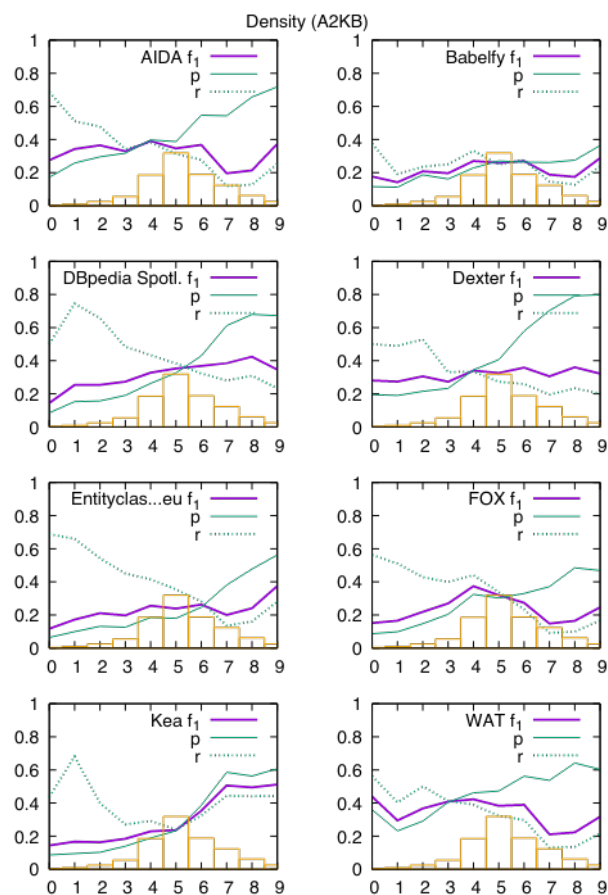 Density (A2KB)
1
0.8
0.6
0.4
0.2
0
AIDA f1
p
r
0 1 2 3 4 5 6 7 8 9
1
0.8
0.6
0.4
0.2
0
Babelfy f1
p
r
0 1 2 3 4 5 6 7 8 9
1
0.8
0.6
0.4
0.2
0
DBpedia Spotl. f1
p
r
0 1 2 3 4 5 6 7 8 9
1
0.8
0.6
0.4
0.2
0
Dexter f1
p
r
0 1 2 3 4 5 6 7 8 9
1
0.8
0.6
0.4
0.2
0
Entityclas...eu f1
p
r
0 1 2 3 4 5 6 7 8 9
1
0.8
0.6
0.4
0.2
0
FOX f1
p
r
0 1 2 3 4 5 6 7 8 9
1
0.8
0.6
0.4
0.2
0
Kea f1
p
r
0 1 2 3 4 5 6 7 8 9
1
0.8
0.6
0.4
0.2
0
WAT f1
p
r
0 1 2 3 4 5 6 7 8 9